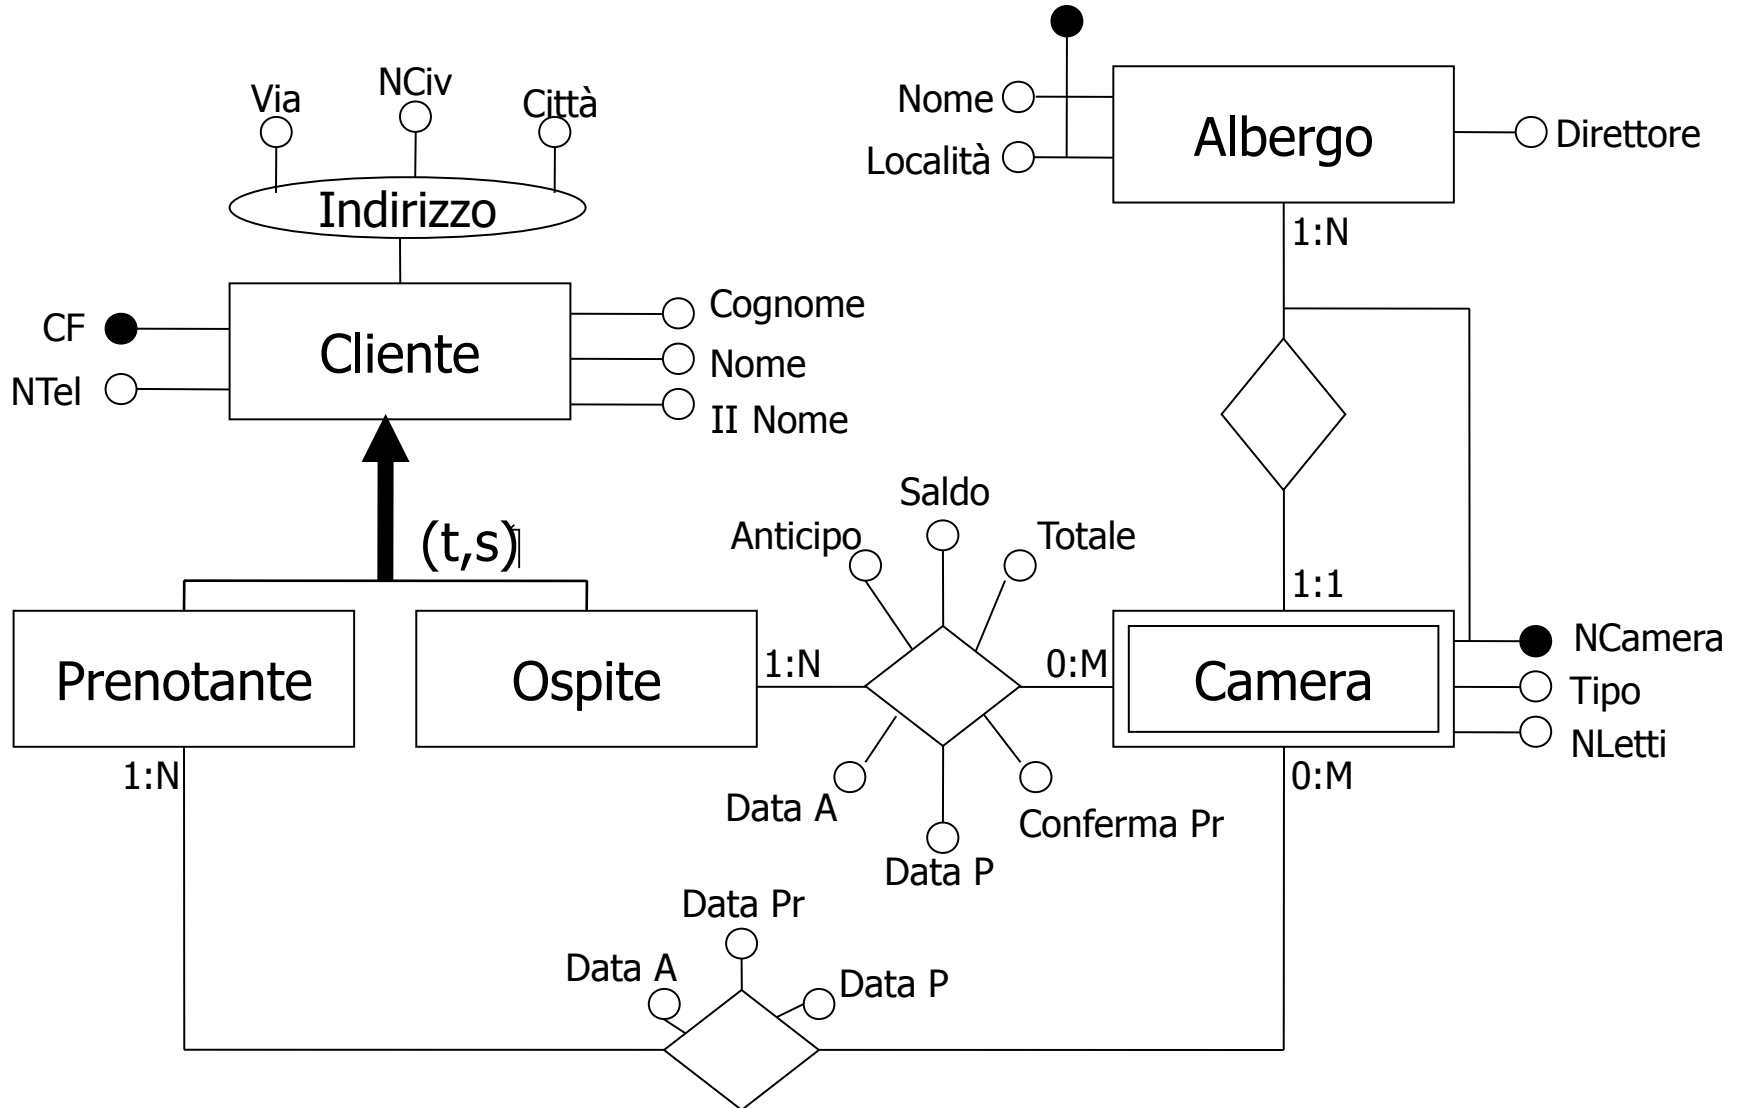 NCiv
Via
Città
Indirizzo
Nome
Località
Albergo
Direttore
1:N
CF
NTel
Cliente
Cognome
Nome
II Nome
(t,s)
Saldo
Anticipo
Totale
1:1
Prenotante
Ospite
1:N
0:M
Camera
NCamera
Tipo
NLetti
1:N
0:M
Data A
Data P
Conferma Pr
Data Pr
Data A
Data P